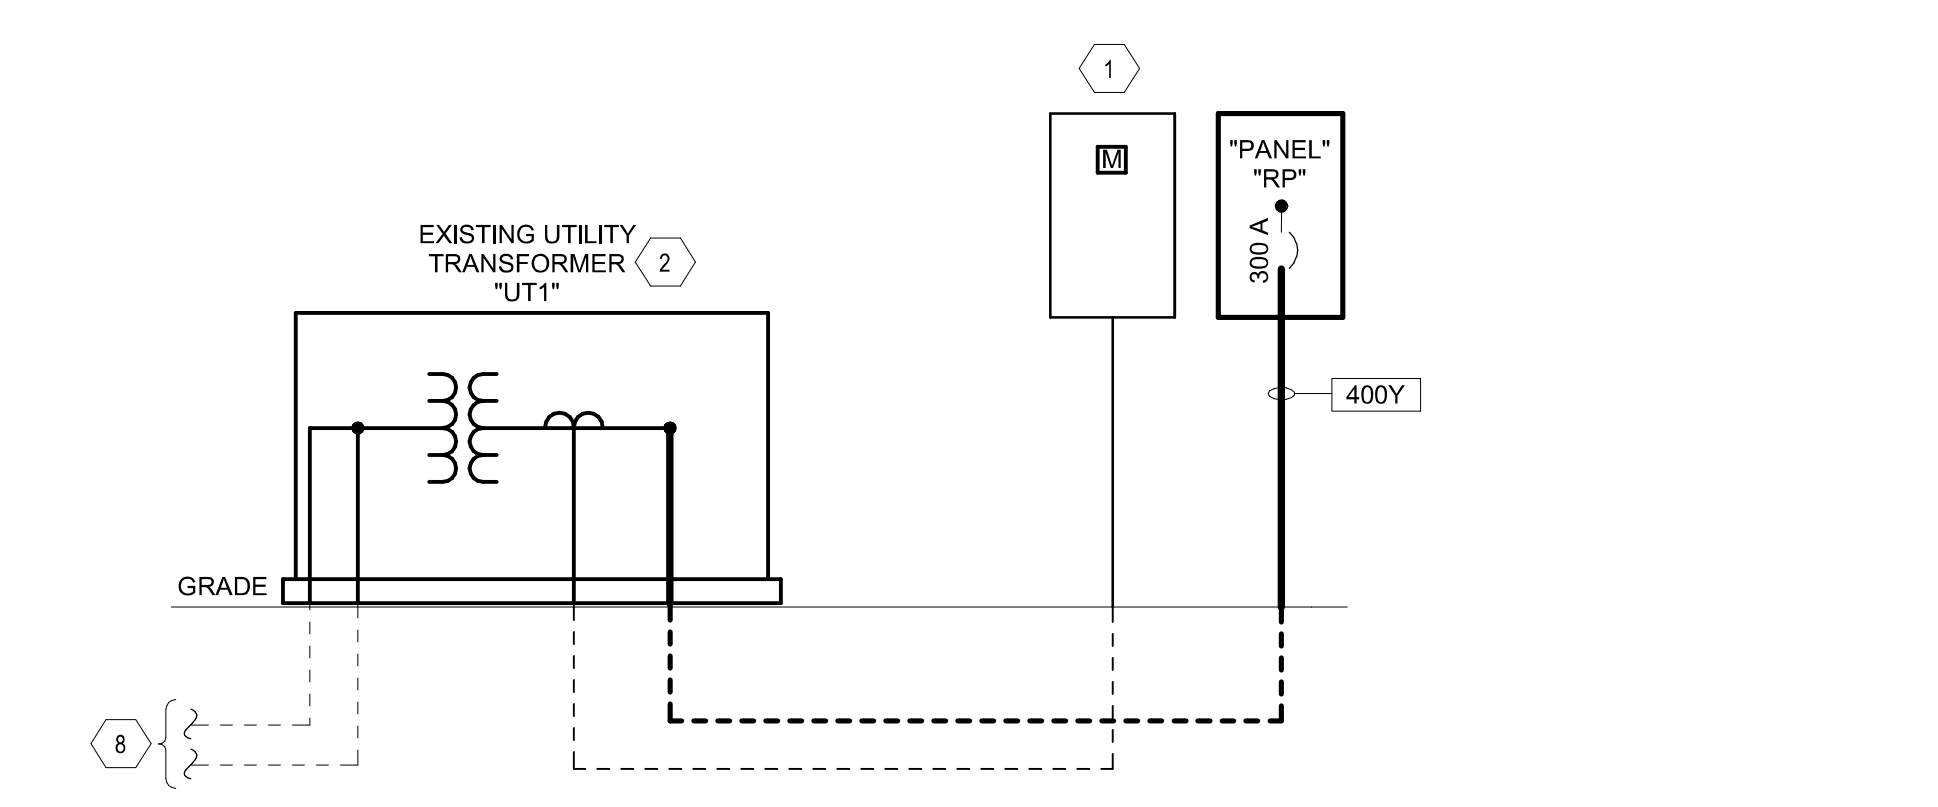 1
M
"PANEL"
"RP"
300 A
EXISTING UTILITY
TRANSFORMER
"UT1"
2
400Y
GRADE
8